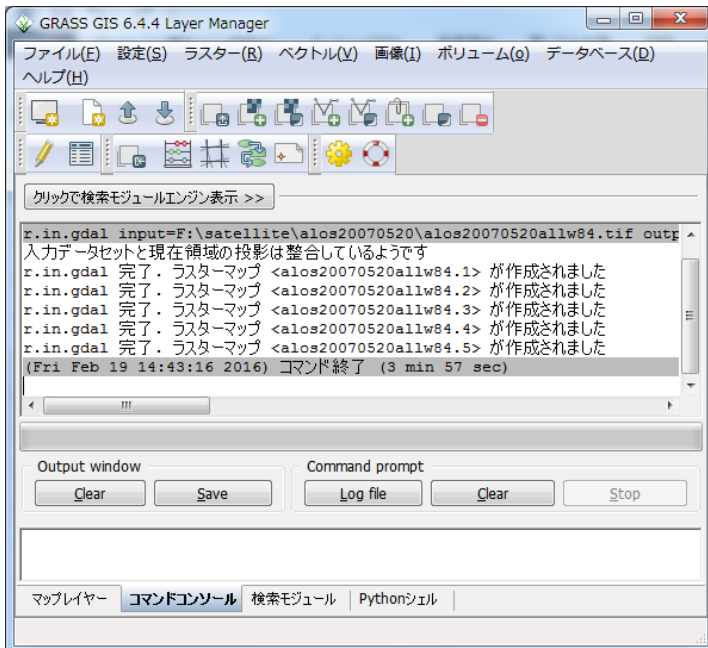 GRASS GIS 6.4.4 Layer Manager
ファイル(F) 設定(S) ラスター(R) ベクトル(V) 画像(I) ボリューム(o) データベース(D)
ヘルプ(H)
クリックで検索モジュールエンジン表示 >>
r.in.gdal input=F:\satellite\alos20070520\alos20070520allw84.tif outp
入力データセットと現在領域の投影は整合しているようです
r.in.gdal 完了. ラスターマップ <alos20070520allw84.1> が作成されました
r.in.gdal 完了. ラスターマップ <alos20070520allw84.2> が作成されました
r.in.gdal 完了. ラスターマップ <alos20070520allw84.3> が作成されました
r.in.gdal 完了. ラスターマップ <alos20070520allw84.4> が作成されました
r.in.gdal 完了. ラスターマップ <alos20070520allw84.5> が作成されました
(Fri Feb 19 14:43:16 2016) コマンド終了 (3 min 57 sec)
Output window Command prompt
Clear Save Log file Clear Stop
マップレイヤー コマンドコンソール 検索モジュール Pythonシェル